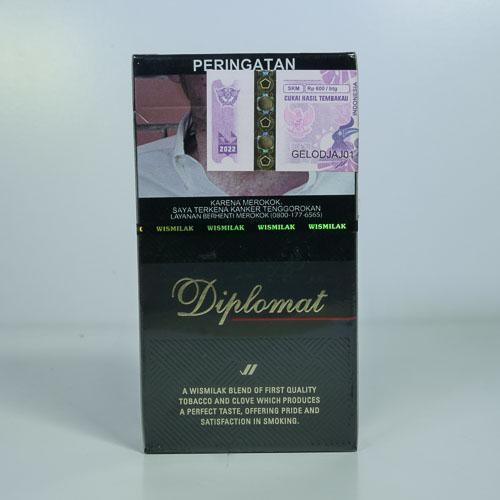 PERINGATAN
SKM Rp 600 / btg
CUKAI HASIL TEMBAKAU
INDONESIA
2022
GELODJAJ01
KARENA MEROKOK,
SAYA TERKENA KANKER TENGGOROKAN
LAYANAN BERHENTI MEROKOK (0800-177-6565)
WISMILAK WISMILAK WISMILAK WISMILAK
Diplomat
A WISMILAK BLEND OF FIRST QUALITY
TOBACCO AND CLOVE WHICH PRODUCES
A PERFECT TASTE, OFFERING PRIDE AND
SATISFACTION IN SMOKING.